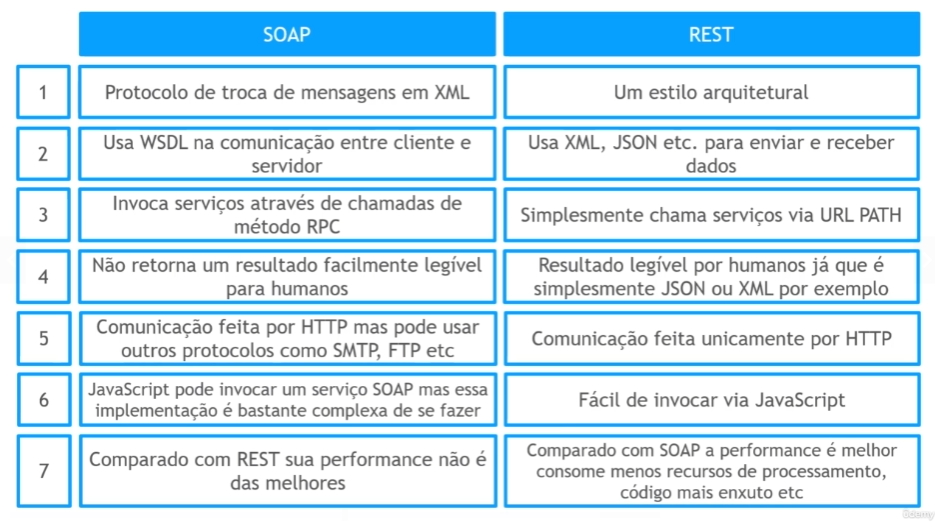 SOAP
REST
1
Protocolo de troca de mensagens em XML
Um estilo arquitetural
2
Usa WSDL na comunicação entre cliente e
servidor
Usa XML, JSON etc. para enviar e receber
dados
3
Invoca serviços através de chamadas de
método RPC
Simplesmente chama serviços via URL PATH
4
Não retorna um resultado facilmente legível
para humanos
Resultado legível por humanos já que é
simplesmente JSON ou XML por exemplo
5
Comunicação feita por HTTP mas pode usar
outros protocolos como SMTP, FTP etc
Comunicação feita unicamente por HTTP
6
JavaScript pode invocar um serviço SOAP mas essa
implementação é bastante complexa de se fazer
Fácil de invocar via JavaScript
7
Comparado com REST sua performance não é
das melhores
Comparado com SOAP a performance é melhor
consome menos recursos de processamento,
código mais enxuto etc
Udemy